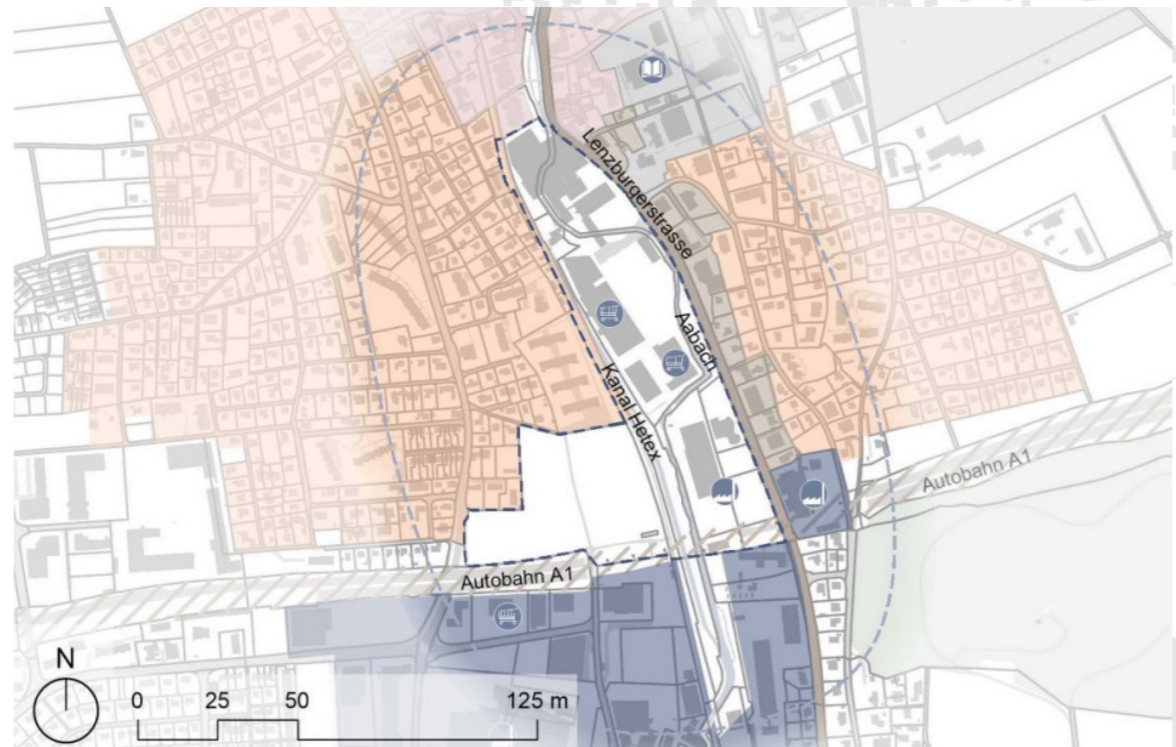 Lenzburgerstrasse
Aabach
Kanal Hetex
Autobahn A1
Autobahn A1
N
0 25 50 125 m